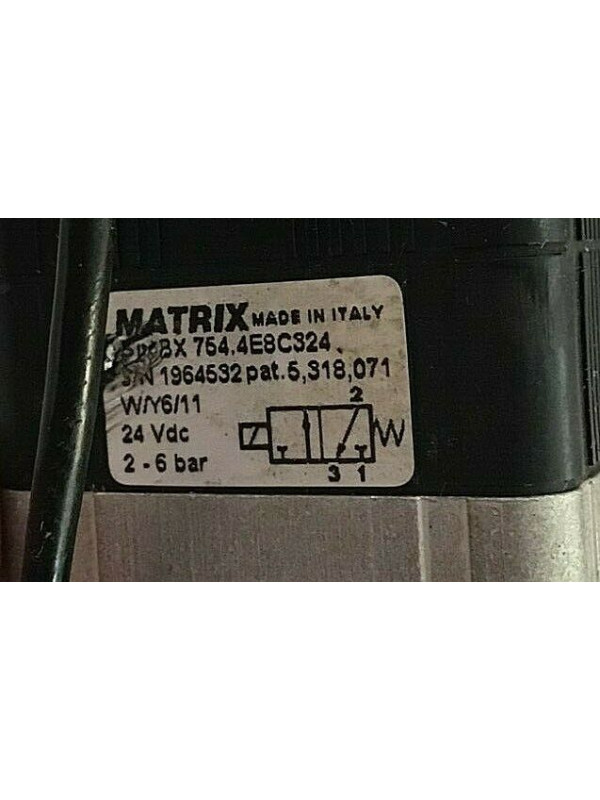 MATRIX MADE IN ITALY
BX 754.4E8C324
S/N 1964532 pat.5,318,071
W/Y6/11
24 Vdc
2 - 6 bar
2
3 1